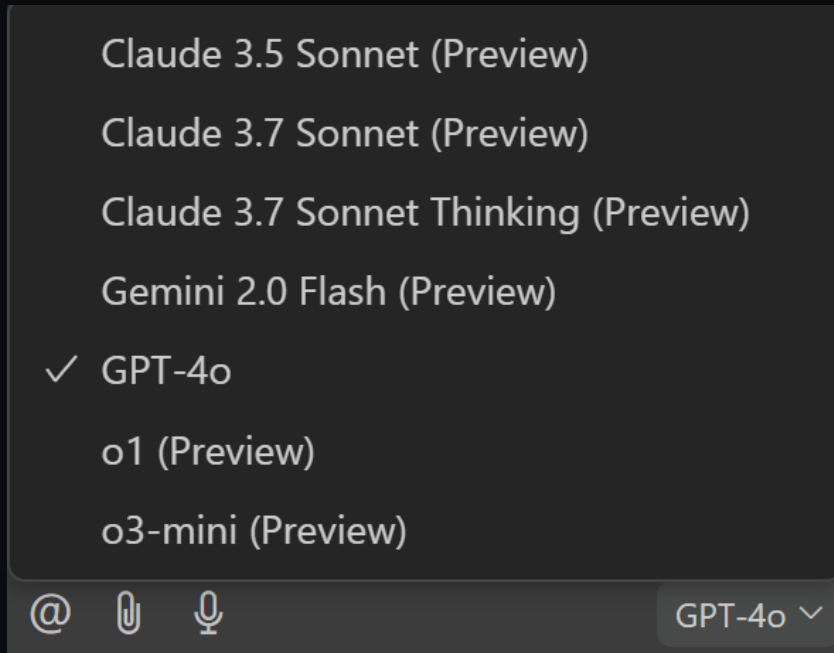 Claude 3.5 Sonnet (Preview)
Claude 3.7 Sonnet (Preview)
Claude 3.7 Sonnet Thinking (Preview)
Gemini 2.0 Flash (Preview)
✓ GPT-4o
o1 (Preview)
o3-mini (Preview)
@ GPT-4o